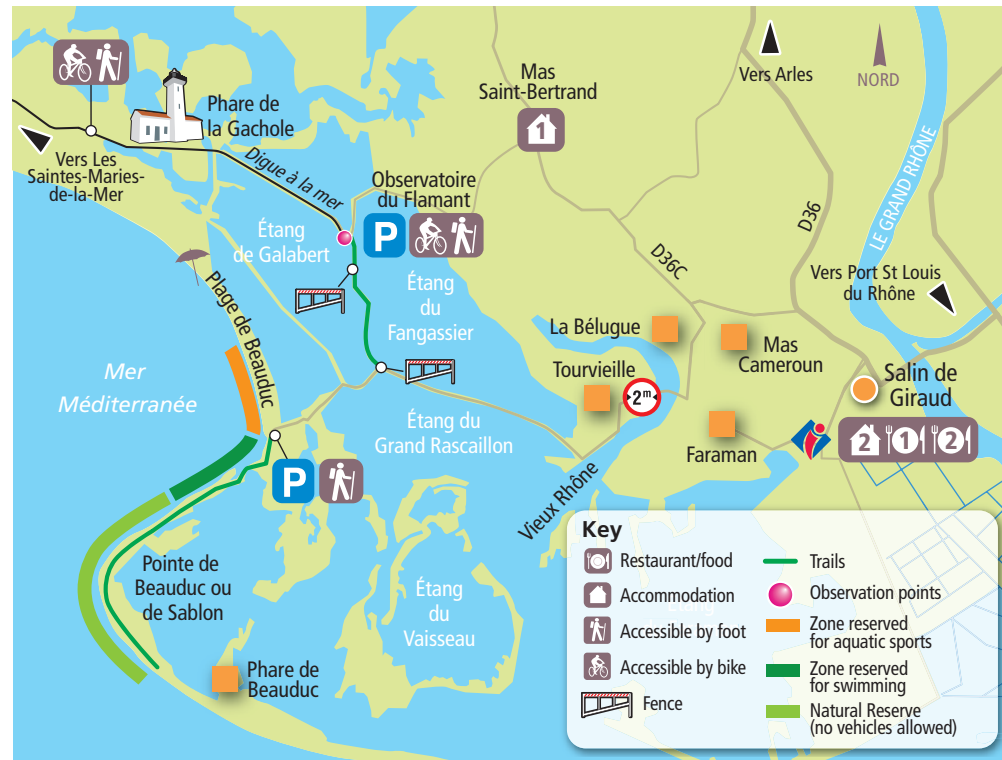 Vers Arles
NORD
Mas
Saint-Bertrand
1
Phare de
la Gachole
Vers Les
Saintes-Maries-
de-la-Mer
Digue à la mer
Observatoire
du Flamant
P
LE GRAND RHÔNE
D36
D36C
Étang
de Galabert
Étang
du
Fangassier
Vers Port St Louis
du Rhône
Plage de Beauduc
La Bélugue
Mas
Cameroun
Tourvieille
2m
Salin de
Giraud
Mer
Méditerranée
Étang du
Grand Rascaillon
Faraman
2 1 2
P
Vieux Rhône
Pointe de
Beauduc ou
de Sablon
Étang
du
Vaisseau
Phare de
Beauduc
Key
Restaurant/food
Accommodation
Accessible by foot
Accessible by bike
Fence
Trails
Observation points
Zone reserved
for aquatic sports
Zone reserved
for swimming
Natural Reserve
(no vehicles allowed)